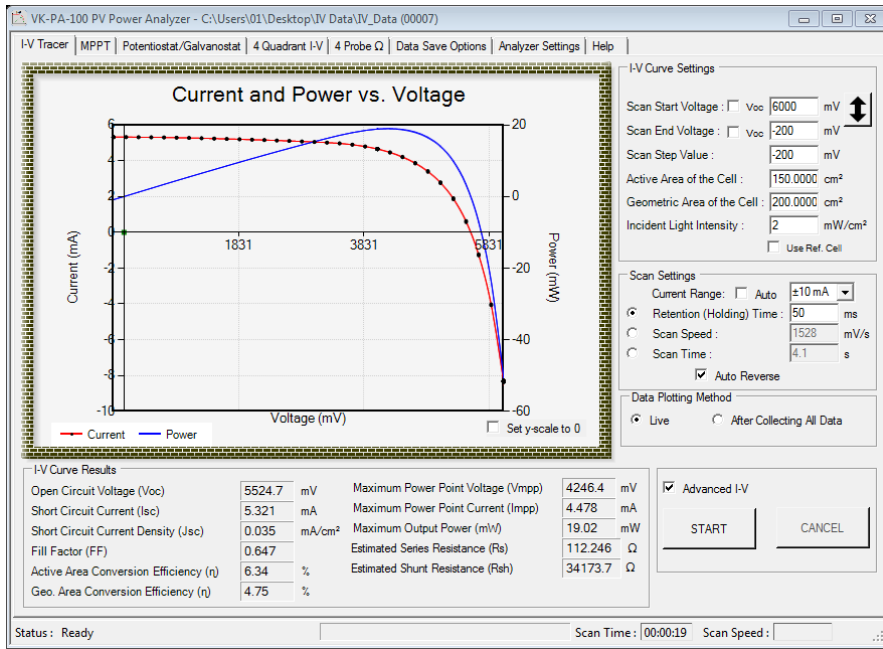 VK-PA-100 PV Power Analyzer - C:\Users\01\Desktop\IV Data\IV_Data (00007)
I-V Tracer MPPT Potentiostat/Galvanostat 4 Quadrant I-V 4 Probe Ω Data Save Options Analyzer Settings Help
Current and Power vs. Voltage
6
4
2
0
-2
-4
-6
-8
-10
Current (mA)
1831
3831
5831
20
0
-20
-40
-60
Power (mW)
Voltage (mV)
Current Power
Set y-scale to 0
I-V Curve Settings
Scan Start Voltage : Voc 6000 mV
Scan End Voltage : Voc -200 mV
Scan Step Value : -200 mV
Active Area of the Cell : 150.0000 cm²
Geometric Area of the Cell : 200.0000 cm²
Incident Light Intensity : 2 mW/cm²
Use Ref. Cell
Scan Settings
Current Range: Auto ±10 mA
Retention (Holding) Time : 50 ms
Scan Speed : 1528 mV/s
Scan Time : 4.1 s
Auto Reverse
Data Plotting Method
Live After Collecting All Data
I-V Curve Results
Open Circuit Voltage (Voc) 5524.7 mV
Short Circuit Current (Isc) 5.321 mA
Short Circuit Current Density (Jsc) 0.035 mA/cm²
Fill Factor (FF) 0.647
Active Area Conversion Efficiency (η) 6.34 %
Geo. Area Conversion Efficiency (η) 4.75 %
Maximum Power Point Voltage (Vmpp) 4246.4 mV
Maximum Power Point Current (Impp) 4.478 mA
Maximum Output Power (mW) 19.02 mW
Estimated Series Resistance (Rs) 112.246 Ω
Estimated Shunt Resistance (Rsh) 34173.7 Ω
Advanced I-V
START CANCEL
Status : Ready Scan Time : 00:00:19 Scan Speed :